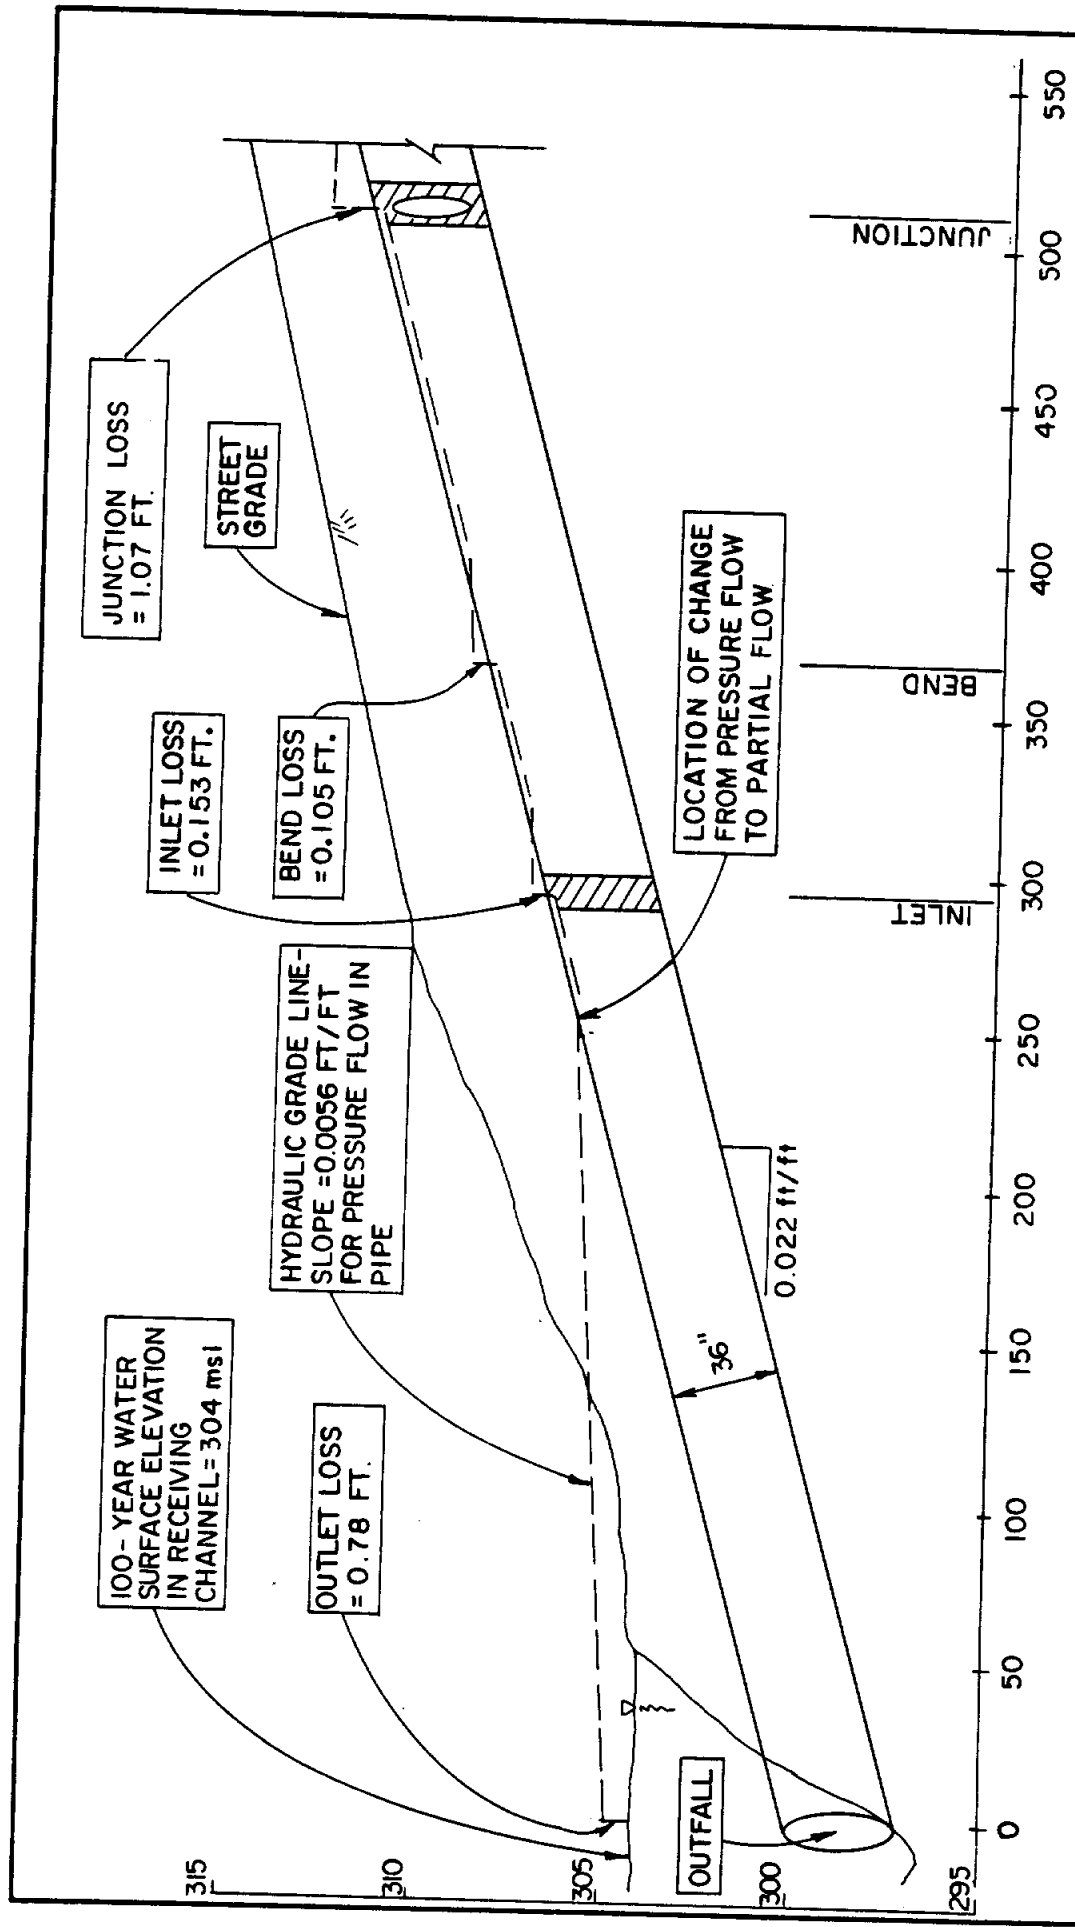 100-YEAR WATER
SURFACE ELEVATION
IN RECEIVING
CHANNEL=304 msl
OUTLET LOSS
= 0.78 FT.
HYDRAULIC GRADE LINE-
SLOPE =0.0056 FT/FT
FOR PRESSURE FLOW IN
PIPE
INLET LOSS
=0.153 FT.
BEND LOSS
=0.105 FT.
JUNCTION LOSS
= 1.07 FT.
STREET
GRADE
LOCATION OF CHANGE
FROM PRESSURE FLOW
TO PARTIAL FLOW
OUTFALL
36"
0.022 ft/ft
INLET
BEND
JUNCTION
315
310
305
300
295
0
50
100
150
200
250
300
350
400
450
500
550